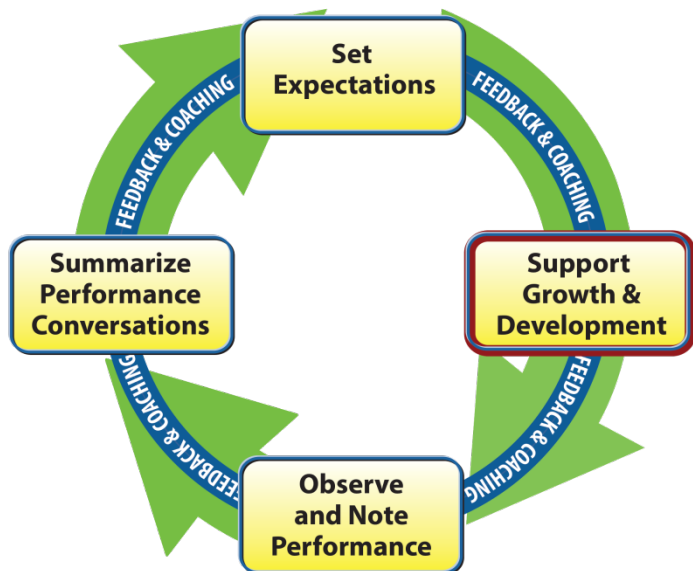 Set
Expectations
FEEDBACK & COACHING
Support
Growth &
Development
FEEDBACK & COACHING
Observe
and Note
Performance
FEEDBACK & COACHING
Summarize
Performance
Conversations
FEEDBACK & COACHING